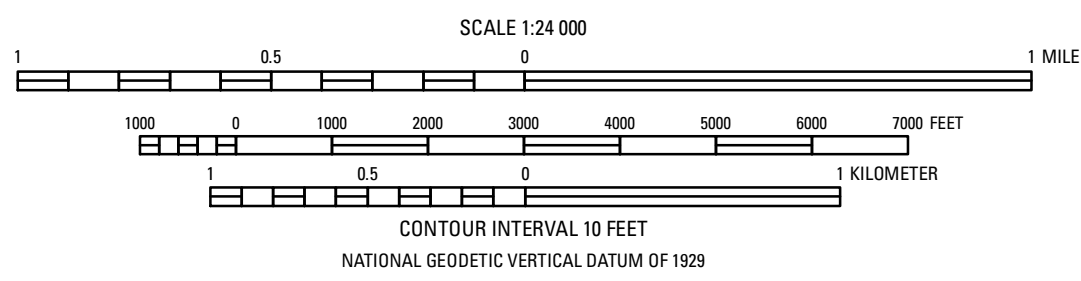 SCALE 1:24 000
1 0.5 0 1 MILE
1000 0 1000 2000 3000 4000 5000 6000 7000 FEET
1 0.5 0 1 KILOMETER
CONTOUR INTERVAL 10 FEET
NATIONAL GEODETIC VERTICAL DATUM OF 1929